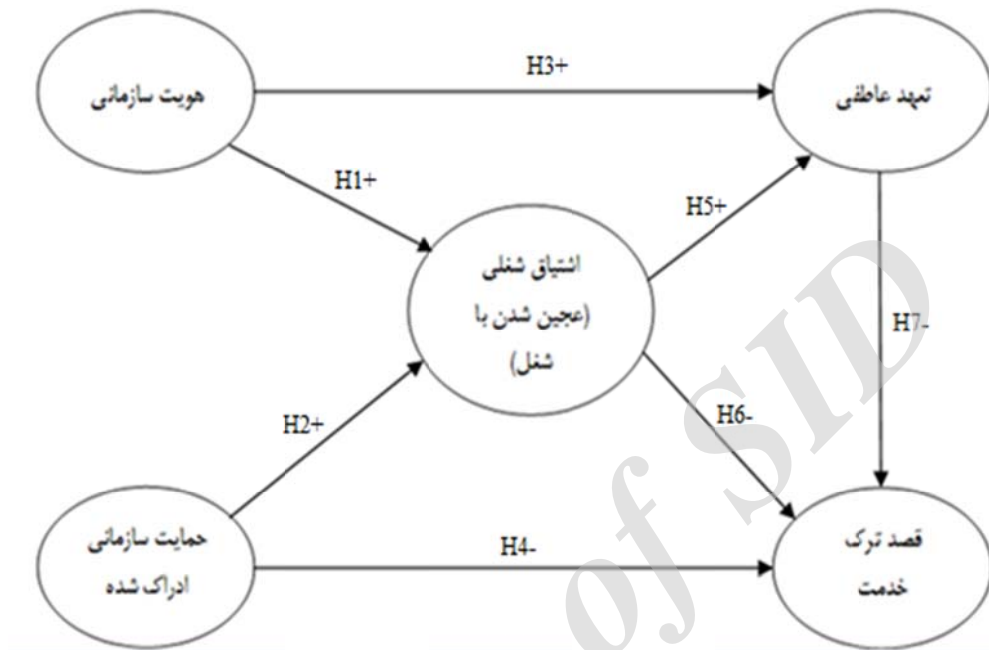 هویت سازمانی
H3+
تعهد عاطفی
H1+
H5+
اشتیاق شغلی
(عجین شدن با
شغل)
H7-
H2+
H6-
حمایت سازمانی
ادراک شده
H4-
قصد ترک
خدمت
of SID